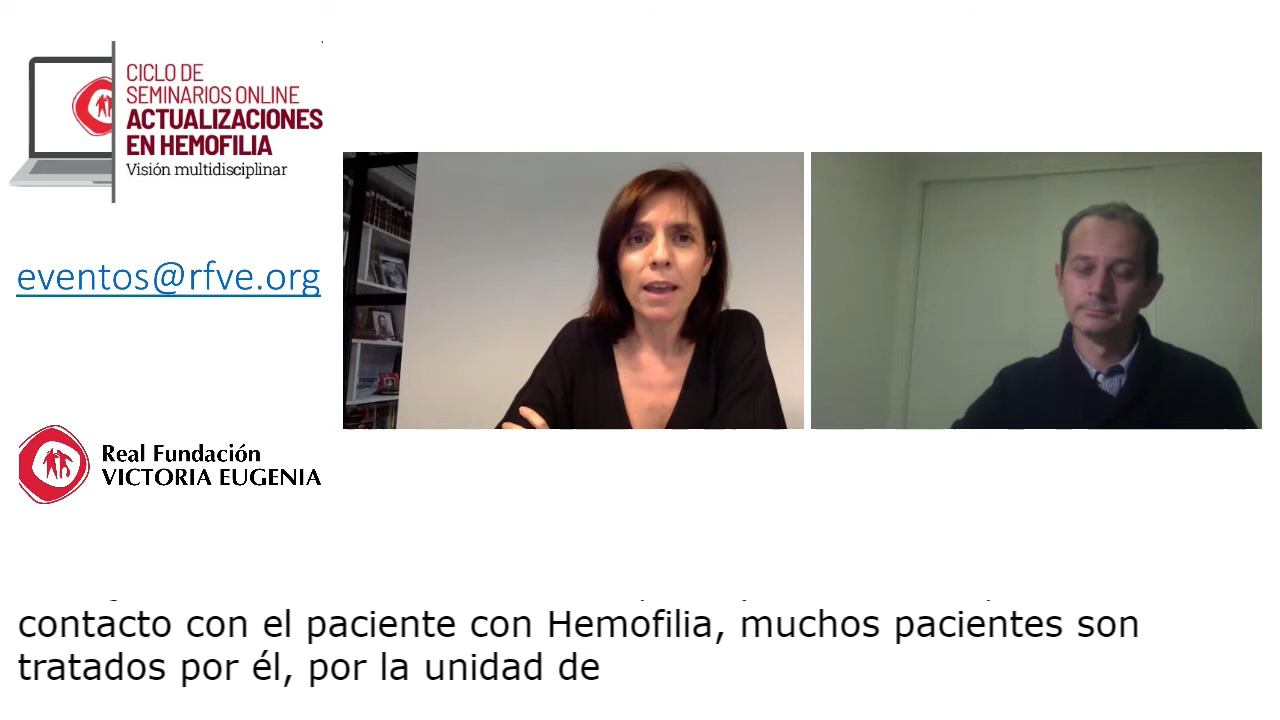 CICLO DE
SEMINARIOS ONLINE
ACTUALIZACIONES
EN HEMOFILIA
Visión multidisciplinar
eventos@rfve.org
Real Fundación
VICTORIA EUGENIA
contacto con el paciente con Hemofilia, muchos pacientes son
tratados por él, por la unidad de